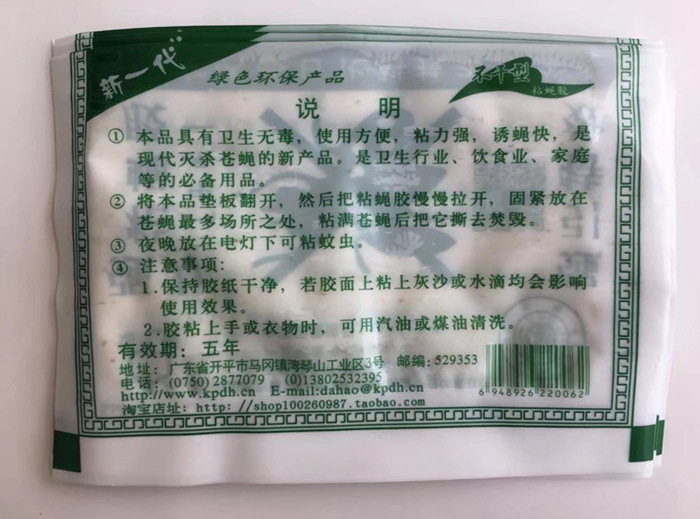 新一代
绿色环保产品
不干型
粘蝇胶
说 明
① 本品具有卫生无毒，使用方便，粘力强，诱蝇快，是
现代灭杀苍蝇的新产品。是卫生行业、饮食业、家庭
等的必备用品。
② 将本品垫板翻开，然后把粘蝇胶慢慢拉开，固紧放在
苍蝇最多场所之处，粘满苍蝇后把它撕去焚毁。
③ 夜晚放在电灯下可粘蚊虫。
④ 注意事项：
1.保持胶纸干净，若胶面上粘上灰沙或水滴均会影响
使用效果。
2.胶粘上手或衣物时，可用汽油或煤油清洗。
有效期：五年
地址：广东省开平市马冈镇湾琴山工业区3号 邮编：529353
电话：(0750) 2877079 (0)13802532395
http://www.kpdh.cn E-mail:dahao@kpdh.cn
淘宝店址：http: //shop100260987.taobao.com
6 948926 220062